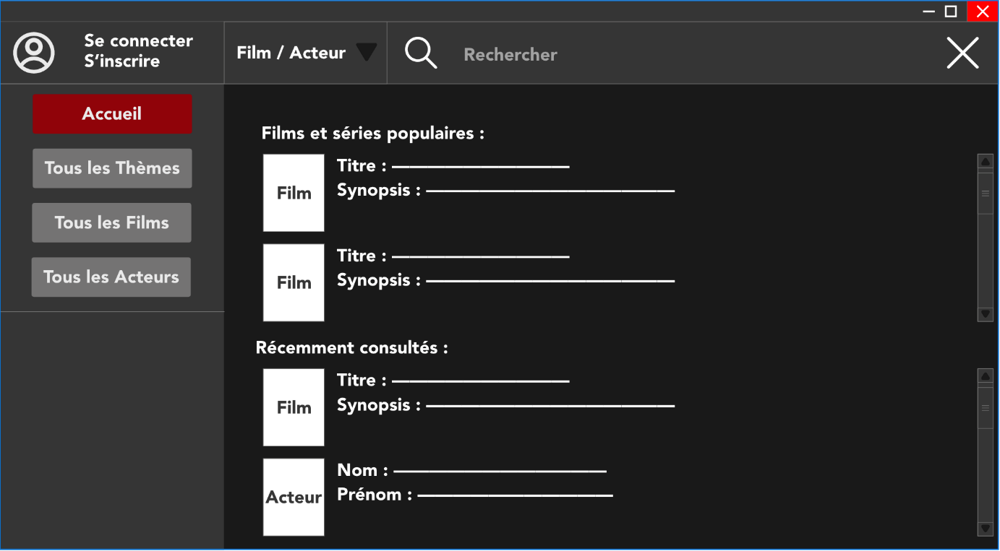 Se connecter
S’inscrire
Film / Acteur
Rechercher
Accueil
Tous les Thèmes
Tous les Films
Tous les Acteurs
Films et séries populaires :
Film
Titre :
Synopsis :
Film
Titre :
Synopsis :
Récemment consultés :
Film
Titre :
Synopsis :
Acteur
Nom :
Prénom :